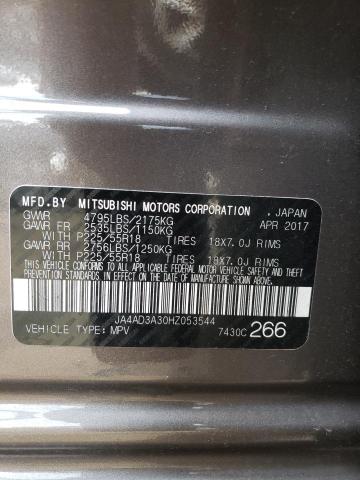 MFD.BY MITSUBISHI MOTORS CORPORATION, JAPAN
GVWR 4795LBS/2175KG APR 2017
GAWR FR 2535LBS/1150KG
WITH P225/55R18 TIRES 18X7.0J RIMS
GAWR RR 2756LBS/1250KG
WITH P225/55R18 TIRES 18X7.0J RIMS
THIS VEHICLE CONFORMS TO ALL APPLICABLE FEDERAL MOTOR VEHICLE
SAFETY, BUMPER, AND THEFT PREVENTION STANDARDS IN
EFFECT ON THE DATE OF MANUFACTURE SHOWN ABOVE.
JA4AD3A30HZ053544
VEHICLE TYPE: MPV 7430C 266